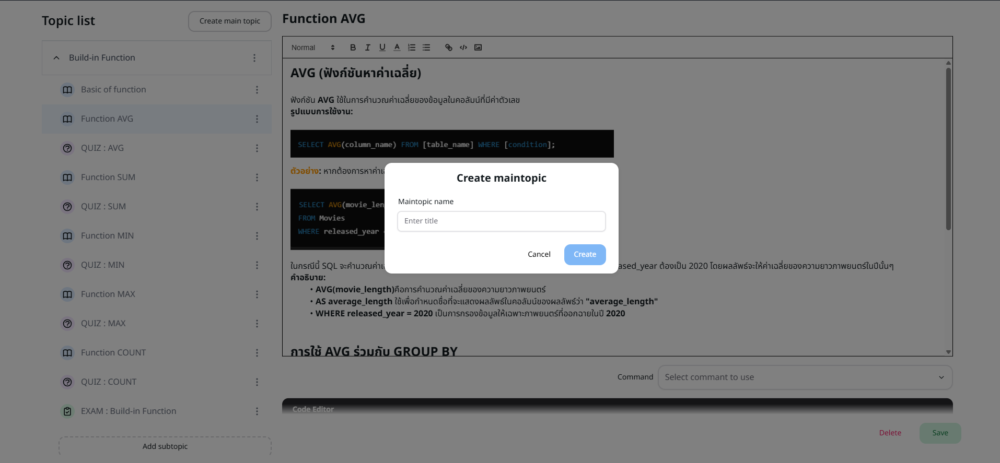 Topic list
Create main topic
Build-in Function
Basic of function
Function AVG
QUIZ : AVG
Function SUM
QUIZ : SUM
Function MIN
QUIZ : MIN
Function MAX
QUIZ : MAX
Function COUNT
QUIZ : COUNT
EXAM : Build-in Function
Add subtopic
Function AVG
Normal
AVG (ฟังก์ชันหาค่าเฉลี่ย)
ฟังก์ชัน AVG ใช้ในการคำนวณค่าเฉลี่ยของข้อมูลในคอลัมน์ที่มีค่าตัวเลข
รูปแบบการใช้งาน:
SELECT AVG(column_name) FROM [table_name] WHERE [condition];
ตัวอย่าง: หากต้องการหาค่าเ
SELECT AVG(movie_len
FROM Movies
WHERE released_year
ในกรณีนี้ SQL จะคำนวณค่าเ
ased_year ต้องเป็น 2020 โดยผลลัพธ์จะให้ค่าเฉลี่ยของความยาวภาพยนตร์ในปีนั้นๆ
คำอธิบาย:
• AVG(movie_length)คือการคำนวณค่าเฉลี่ยของความยาวภาพยนตร์
• AS average_length ใช้เพื่อกำหนดชื่อที่จะแสดงผลลัพธ์ในคอลัมน์ของผลลัพธ์ว่า "average_length"
• WHERE released_year = 2020 เป็นการกรองข้อมูลให้เฉพาะภาพยนตร์ที่ออกฉายในปี 2020
การใช้ AVG ร่วมกับ GROUP BY
Create maintopic
Maintopic name
Enter title
Cancel
Create
Command
Select commant to use
Code Editor
Delete
Save